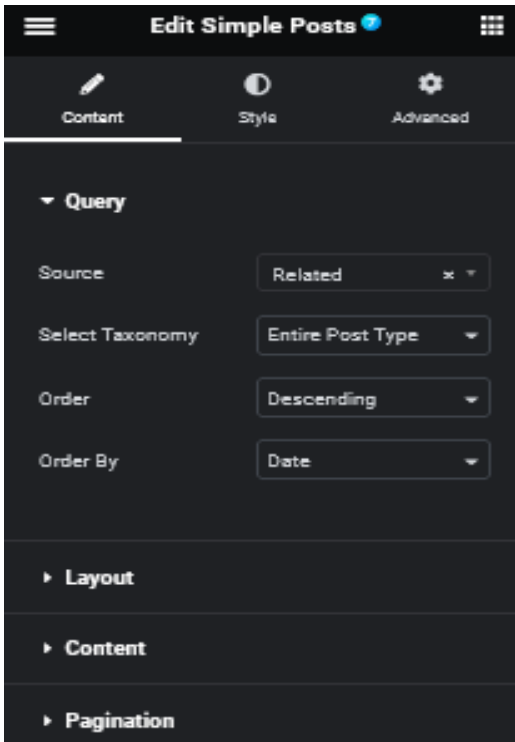 Edit Simple Posts
Content Style Advanced
Query
Source Related
Select Taxonomy Entire Post Type
Order Descending
Order By Date
Layout
Content
Pagination